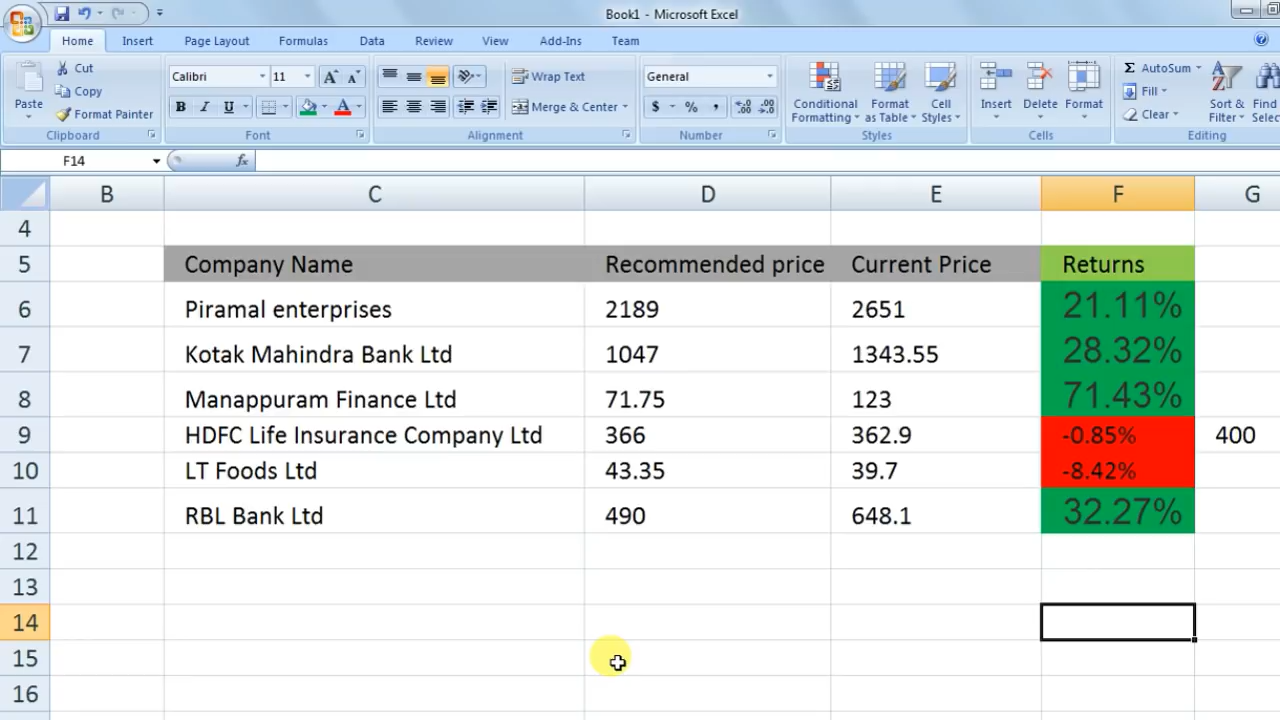 Book1 - Microsoft Excel
Home Insert Page Layout Formulas Data Review View Add-Ins Team
Cut
Copy
Format Painter
Paste
Clipboard
Calibri 11
B I U
Font
Wrap Text
Merge & Center
Alignment
General
$ % ,
Number
Conditional Formatting
Format as Table
Cell Styles
Styles
Insert Delete Format
Cells
AutoSum
Fill
Clear
Sort & Filter
Editing
F14 fx
B C D E F G
4
5 Company Name Recommended price Current Price Returns
6 Piramal enterprises 2189 2651 21.11%
7 Kotak Mahindra Bank Ltd 1047 1343.55 28.32%
8 Manappuram Finance Ltd 71.75 123 71.43%
9 HDFC Life Insurance Company Ltd 366 362.9 -0.85% 400
10 LT Foods Ltd 43.35 39.7 -8.42%
11 RBL Bank Ltd 490 648.1 32.27%
12
13
14
15
16